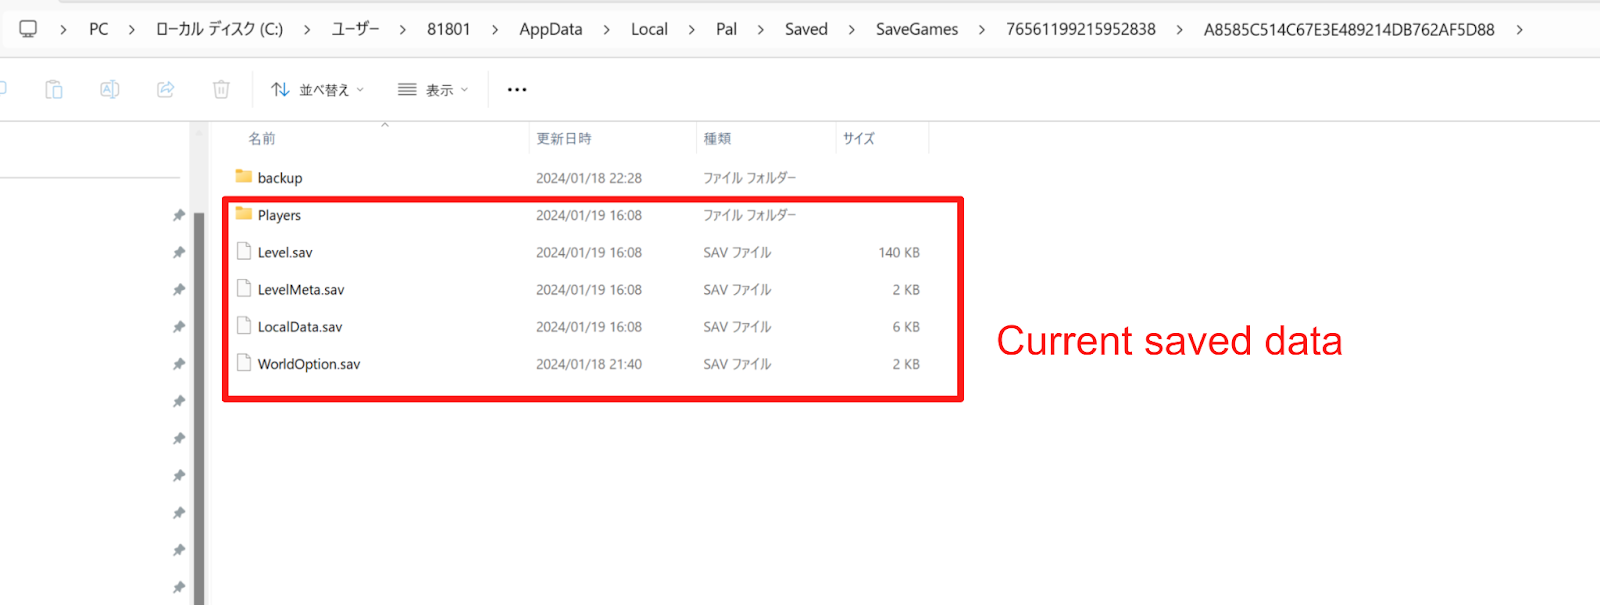 PC > ローカル ディスク (C:) > ユーザー > 81801 > AppData > Local > Pal > Saved > SaveGames > 76561199215952838 > A8585C514C67E3E489214DB762AF5D88 >
並べ替え 表示 ...
名前 更新日時 種類 サイズ
backup 2024/01/18 22:28 ファイル フォルダー
Players 2024/01/19 16:08 ファイル フォルダー
Level.sav 2024/01/19 16:08 SAV ファイル 140 KB
LevelMeta.sav 2024/01/19 16:08 SAV ファイル 2 KB
LocalData.sav 2024/01/19 16:08 SAV ファイル 6 KB
WorldOption.sav 2024/01/18 21:40 SAV ファイル 2 KB
Current saved data